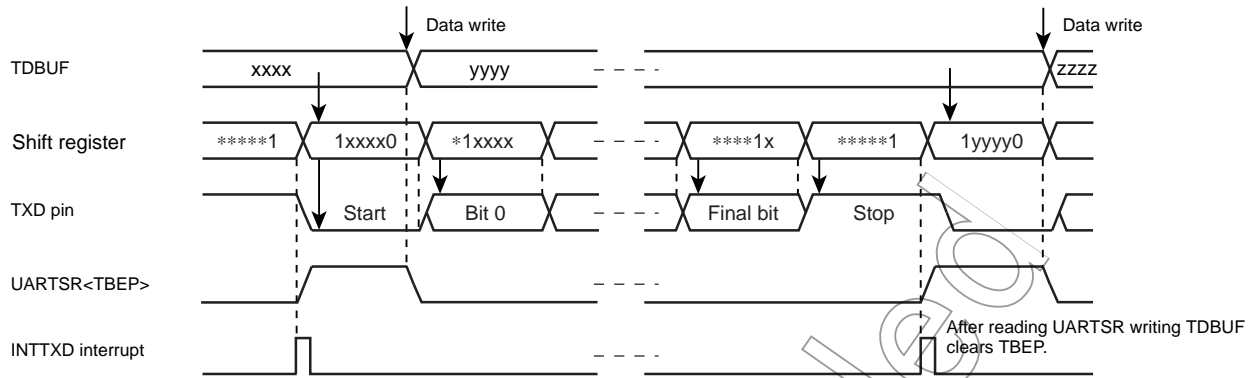 Data write Data write
TDBUF xxxx yyyy zzzz
Shift register *****1 1xxxx0 *1xxxx ****1x *****1 1yyyy0
TXD pin Start Bit 0 Final bit Stop
UARTSR<TBEP>
After reading UARTSR writing TDBUF
INTTXD interrupt clears TBEP.